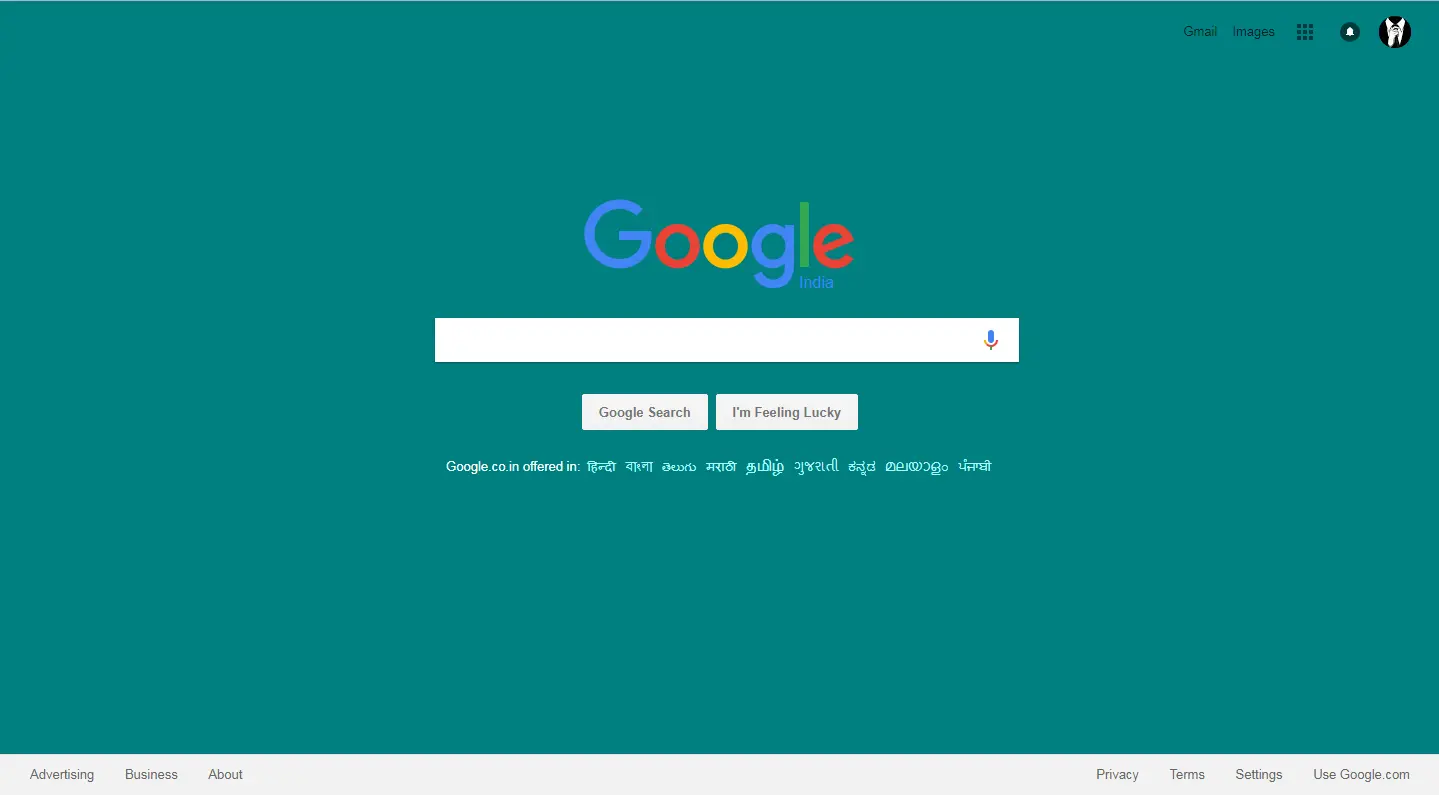 Gmail Images
Google
India
Google Search I'm Feeling Lucky
Google.co.in offered in: हिन्दी বাংলা తెలుగు मराठी தமிழ் ગુજરાતી ಕನ್ನಡ മലയാളം ਪੰਜਾਬੀ
Advertising Business About Privacy Terms Settings Use Google.com